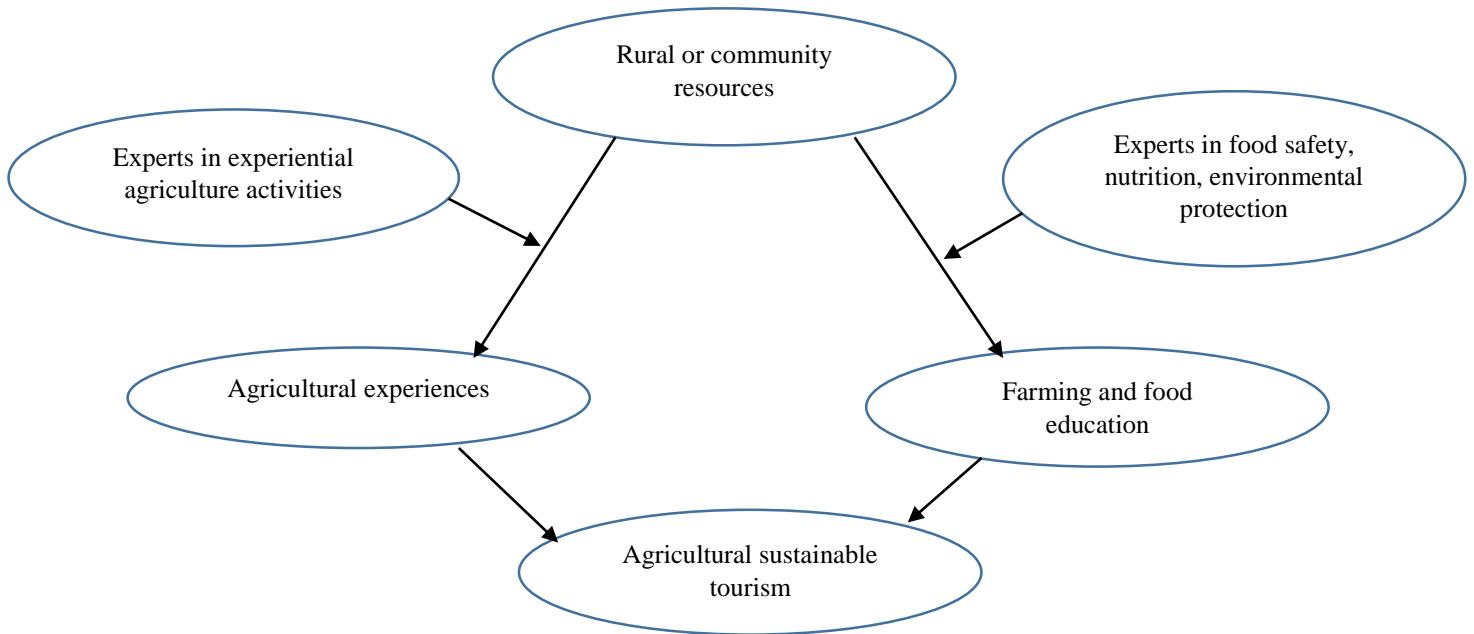 Rural or community
resources
Experts in experiential
agriculture activities
Experts in food safety,
nutrition, environmental
protection
Agricultural experiences
Farming and food
education
Agricultural sustainable
tourism